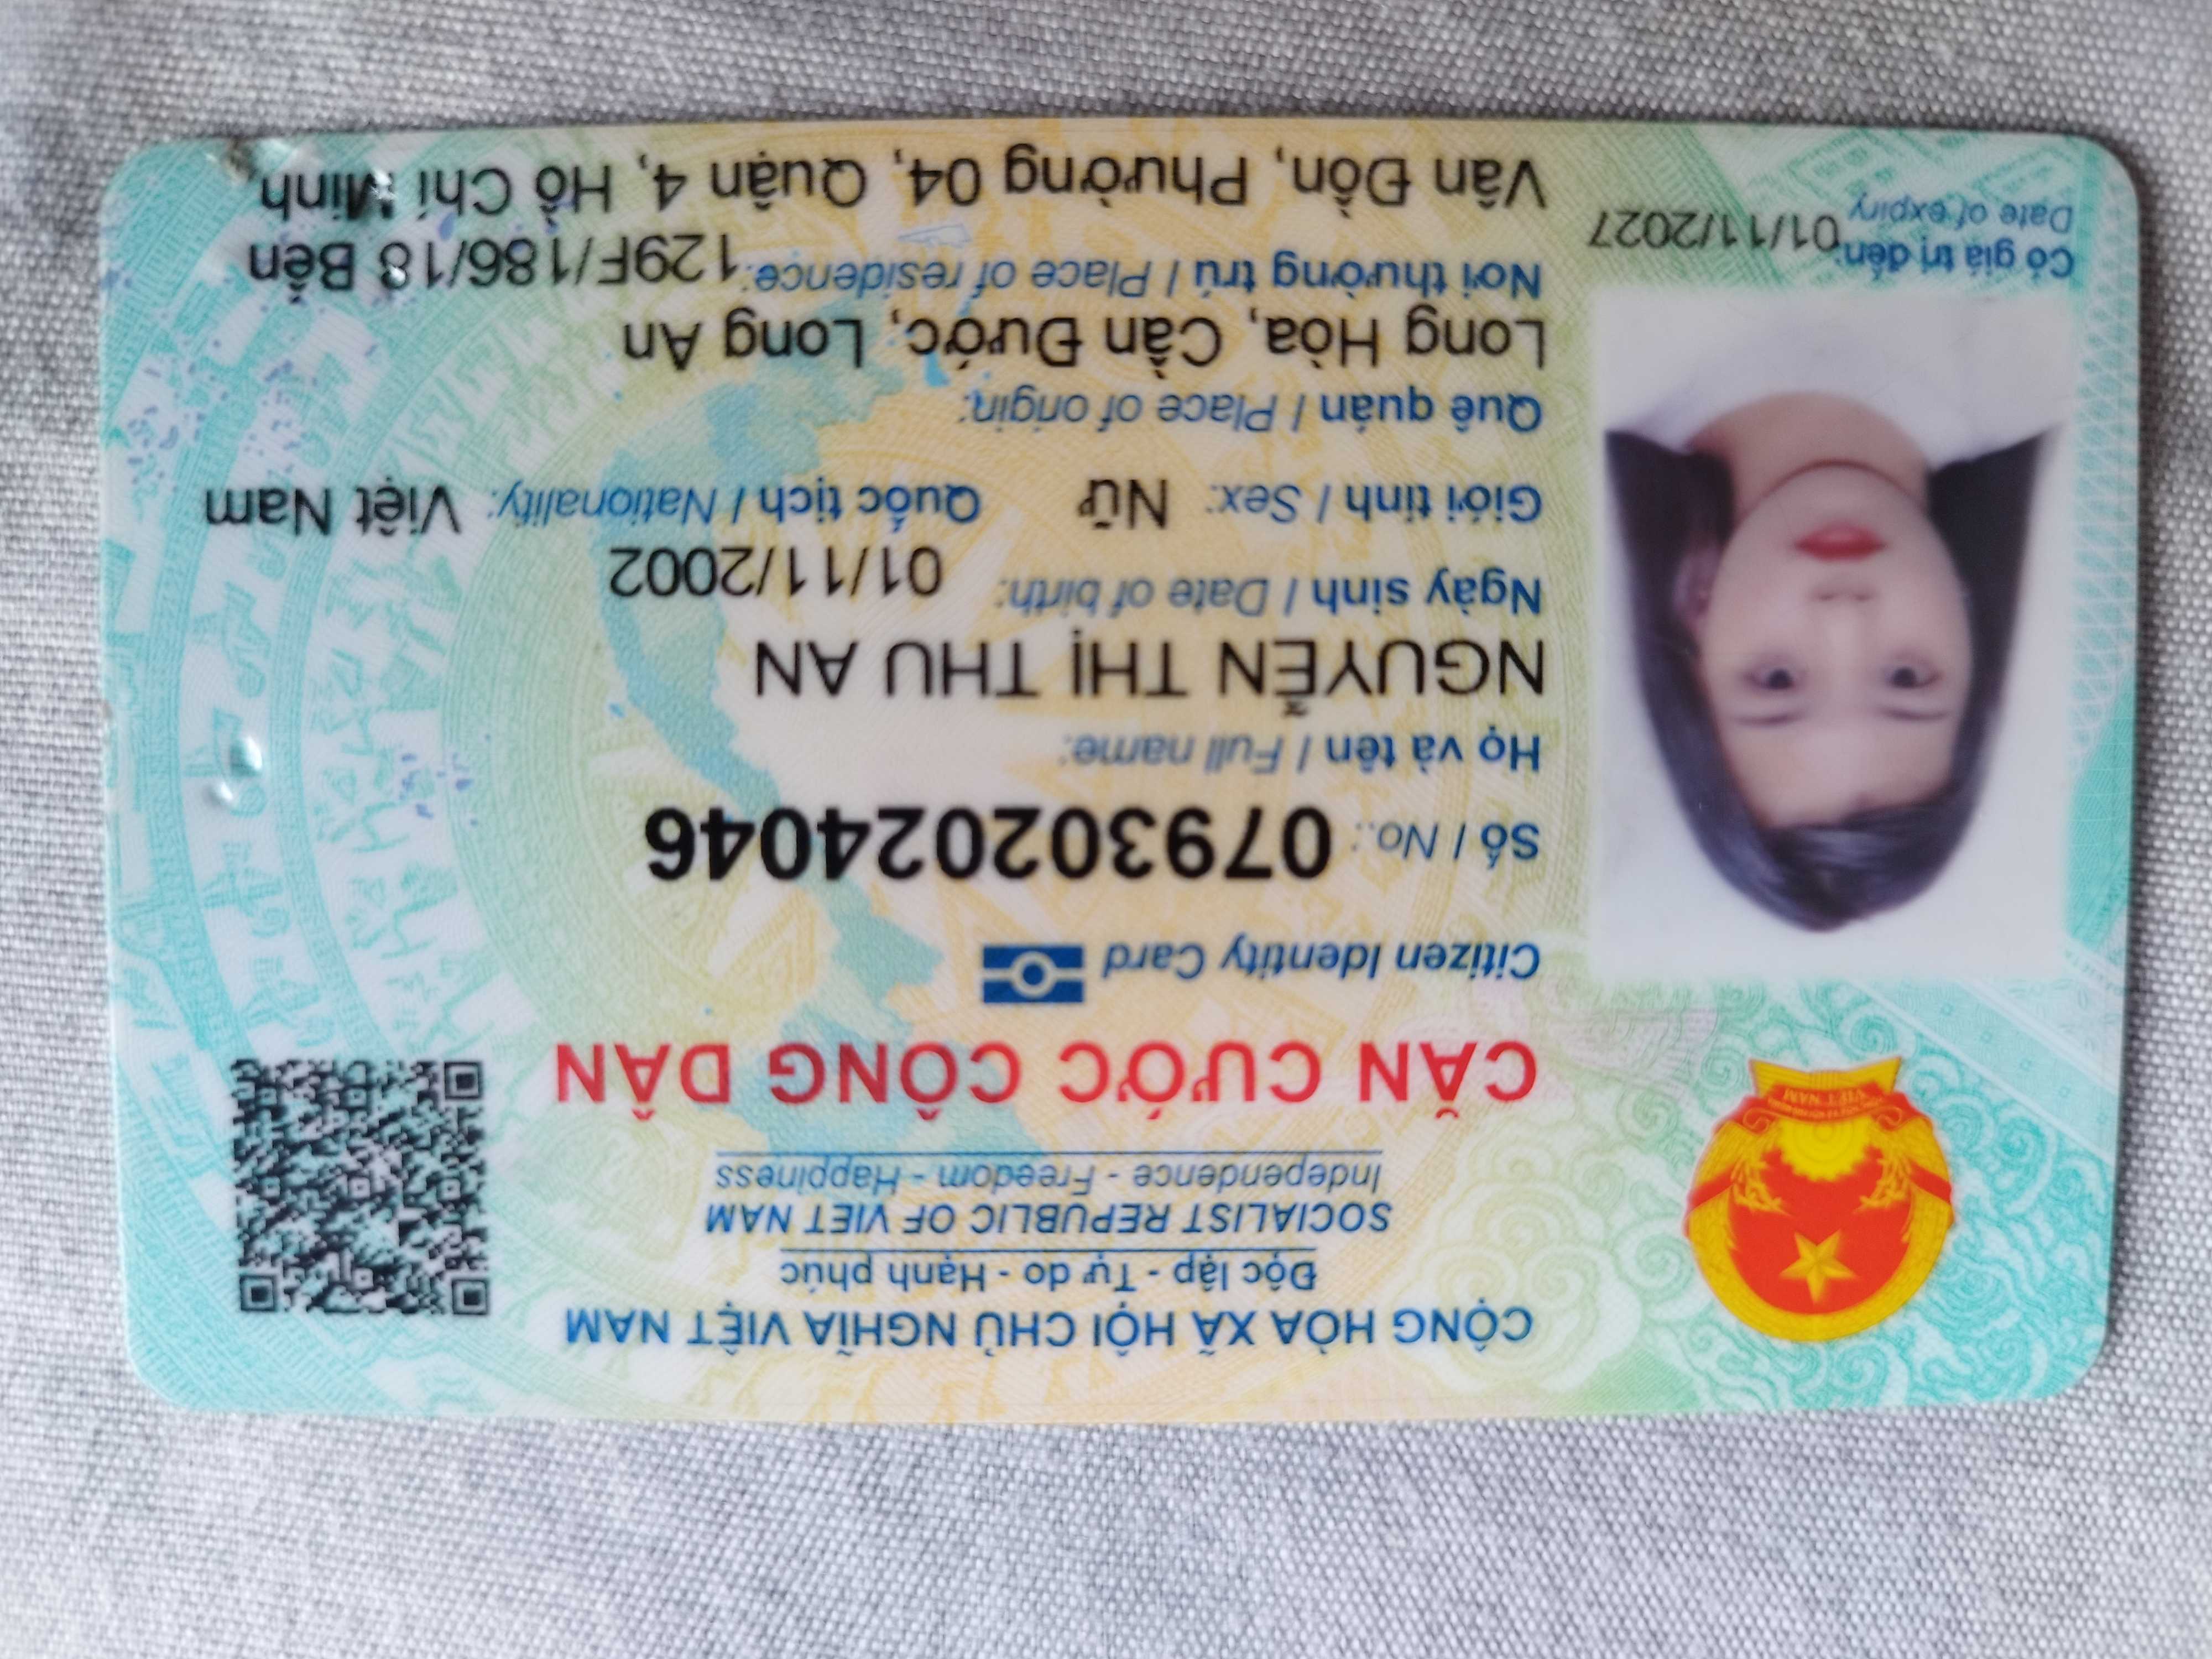 CỘNG HÒA XÃ HỘI CHỦ NGHĨA VIỆT NAM
Độc lập - Tự do - Hạnh phúc
SOCIALIST REPUBLIC OF VIET NAM
Independence - Freedom - Happiness
CĂN CƯỚC CÔNG DÂN
Citizen Identity Card
Số / No.: 079302024046
Họ và tên / Full name:
NGUYỄN THỊ THU AN
Ngày sinh / Date of birth: 01/11/2002
Giới tính / Sex: Nữ Quốc tịch / Nationality: Việt Nam
Quê quán / Place of origin:
Long Hòa, Cần Đước, Long An
Nơi thường trú / Place of residence: 129F/186/18 Bến
Vân Đồn, Phường 04, Quận 4, Hồ Chí Minh
Có giá trị đến: 01/11/2027
Date of expiry
VIỆT NAM